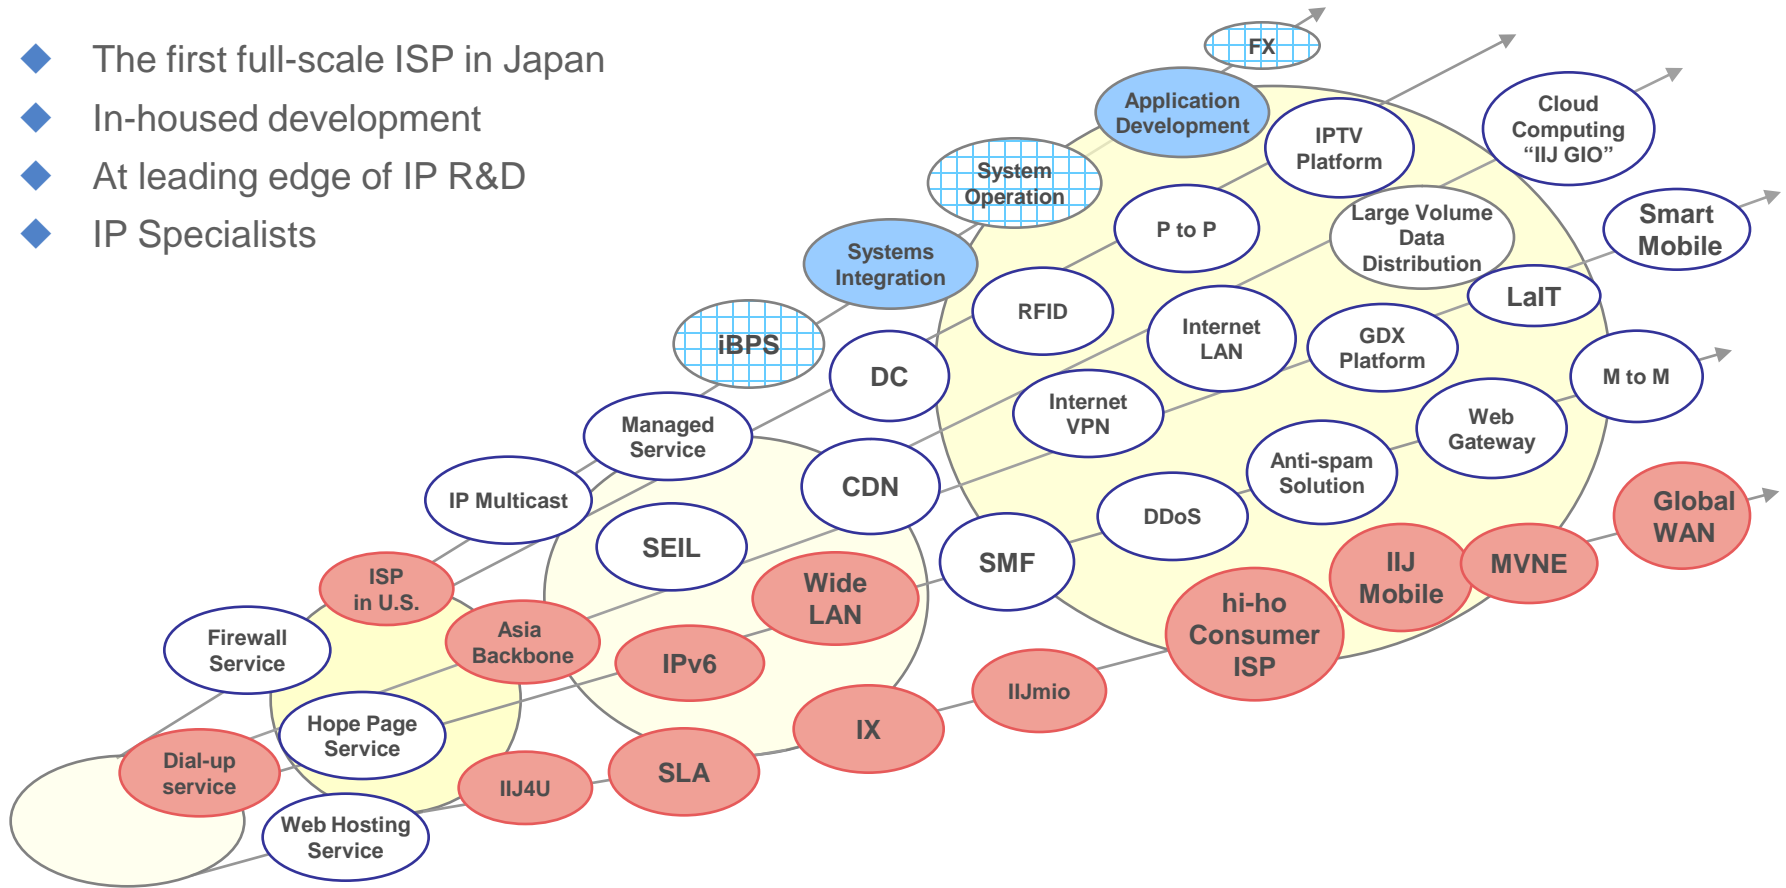 The first full-scale ISP in Japan
In-housed development
At leading edge of IP R&D
IP Specialists
FX
Application
Development
System
Operation
Systems
Integration
iBPS
IPTV
Platform
Cloud
Computing
“IIJ GIO”
P to P
Large Volume
Data
Distribution
Smart
Mobile
RFID
Internet
LAN
LaIT
GDX
Platform
DC
M to M
Managed
Service
Internet
VPN
Web
Gateway
IP Multicast
CDN
Anti-spam
Solution
Global
WAN
SEIL
DDoS
SMF
ISP
in U.S.
Wide
LAN
IIJ
Mobile
MVNE
Firewall
Service
Asia
Backbone
IPv6
hi-ho
Consumer
ISP
IIJmio
Hope Page
Service
IX
Dial-up
service
IIJ4U
SLA
Web Hosting
Service